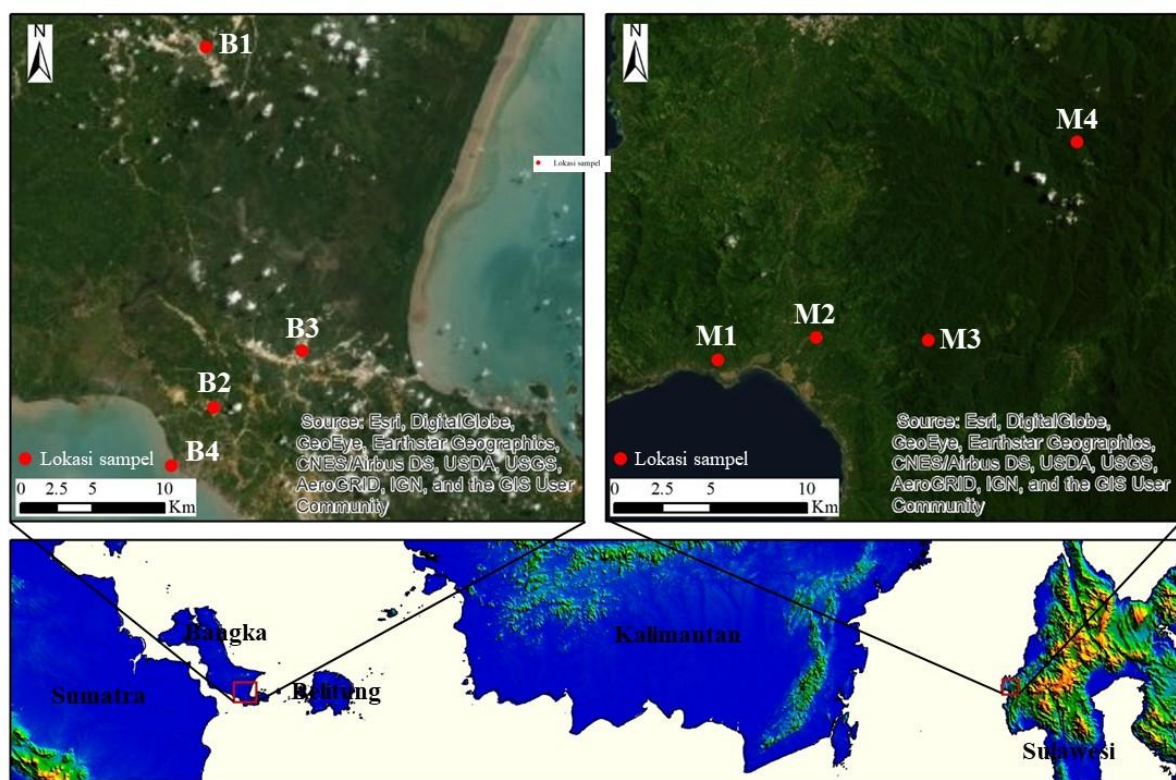 N
B1
B3
B2
B4
Lokasi sampel
Source: Esri, DigitalGlobe,
GeoEye, Earthstar Geographics,
CNES/Airbus DS, USDA, USGS,
AeroGRID, IGN, and the GIS User
Community
0 2.5 5 10
Km
Lokasi sampel
N
M4
M2
M1
M3
Lokasi sampel
Source: Esri, DigitalGlobe,
GeoEye, Earthstar Geographics,
CNES/Airbus DS, USDA, USGS,
AeroGRID, IGN, and the GIS User
Community
0 2.5 5 10
Km
Bangka
Kalimantan
Sumatra
Belitung
Sulawesi